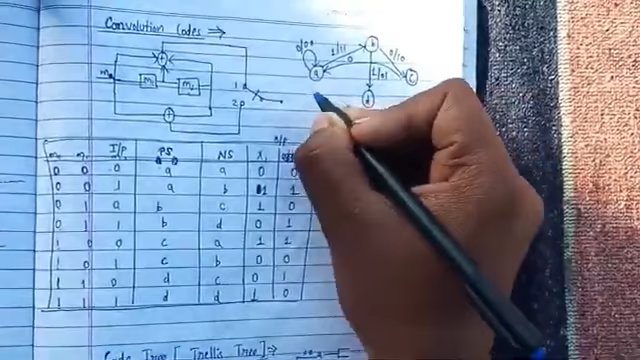 Convolution Codes ⇒
0/00 1/11 b 0/10
a 0 c
1/01
d
m m₁ m₂
1
2
m₂ m₁ I/P PS NS X₁ O/P
0 0 0 a a 0 0
0 0 1 a b 1 1
0 1 0 b c 1 0
0 1 1 b d 0 1
1 0 0 c a 1 1
1 0 1 c b 0 0
1 1 0 d c 0 1
1 1 1 d d 1 0
Code Tree [Trellis Tree] ⇒